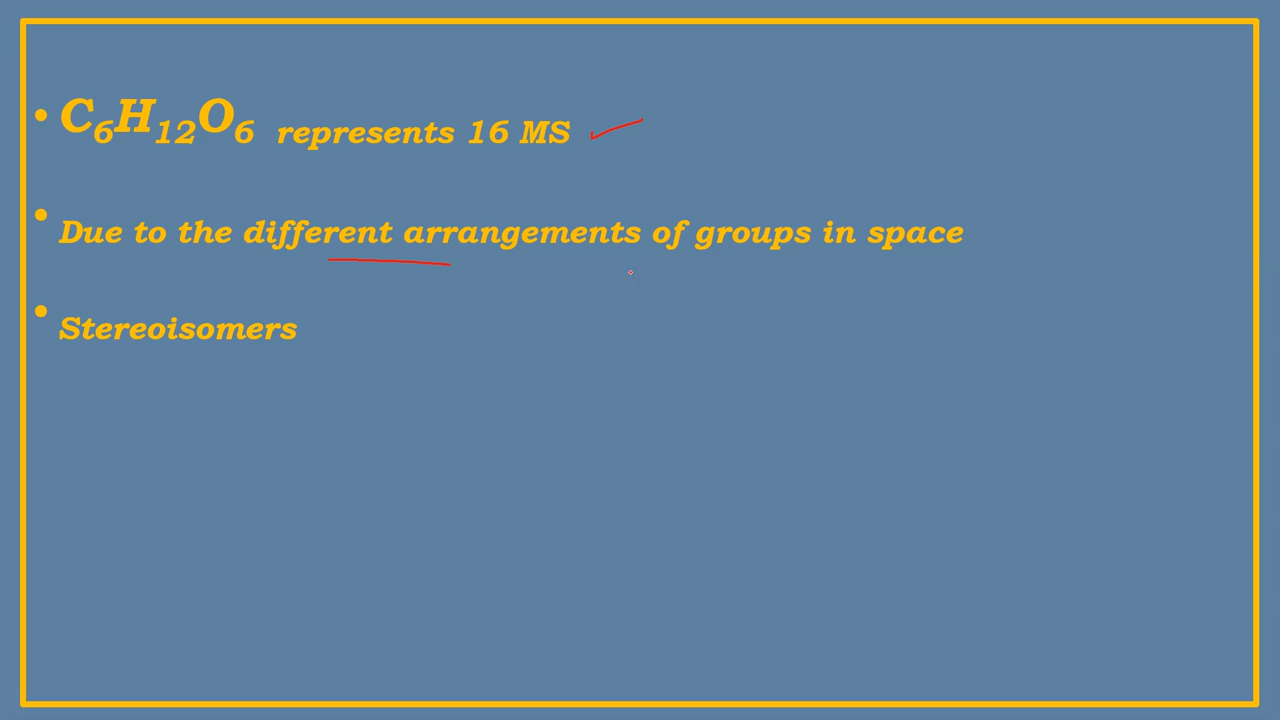 • C₆H₁₂O₆ represents 16 MS
• Due to the different arrangements of groups in space
• Stereoisomers